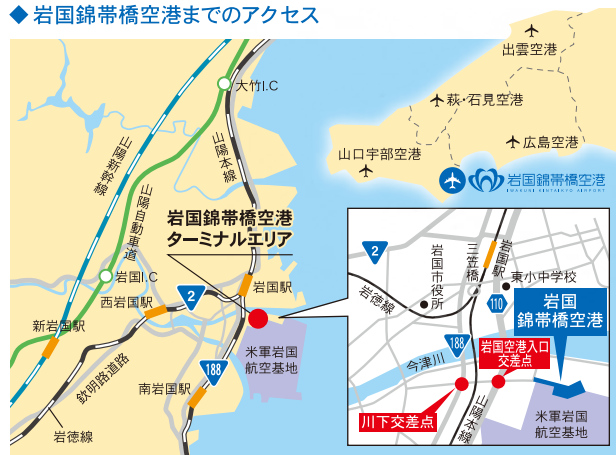 ◆ 岩国錦帯橋空港までのアクセス
出雲空港
萩・石見空港
広島空港
山口宇部空港
岩国錦帯橋空港
IWAKUNI KINTAIKYO AIRPORT
大竹I.C
山陽本線
山陽新幹線
山陽自動車道
岩国錦帯橋空港
ターミナルエリア
岩国I.C
西岩国駅
2
岩国駅
新岩国駅
欽明路道路
188
南岩国駅
米軍岩国
航空基地
岩徳線
2
岩国市役所
三笠橋
岩国駅
東小中学校
岩徳線
110
岩国
錦帯橋空港
188
岩国空港入口
交差点
今津川
川下交差点
山陽本線
米軍岩国
航空基地